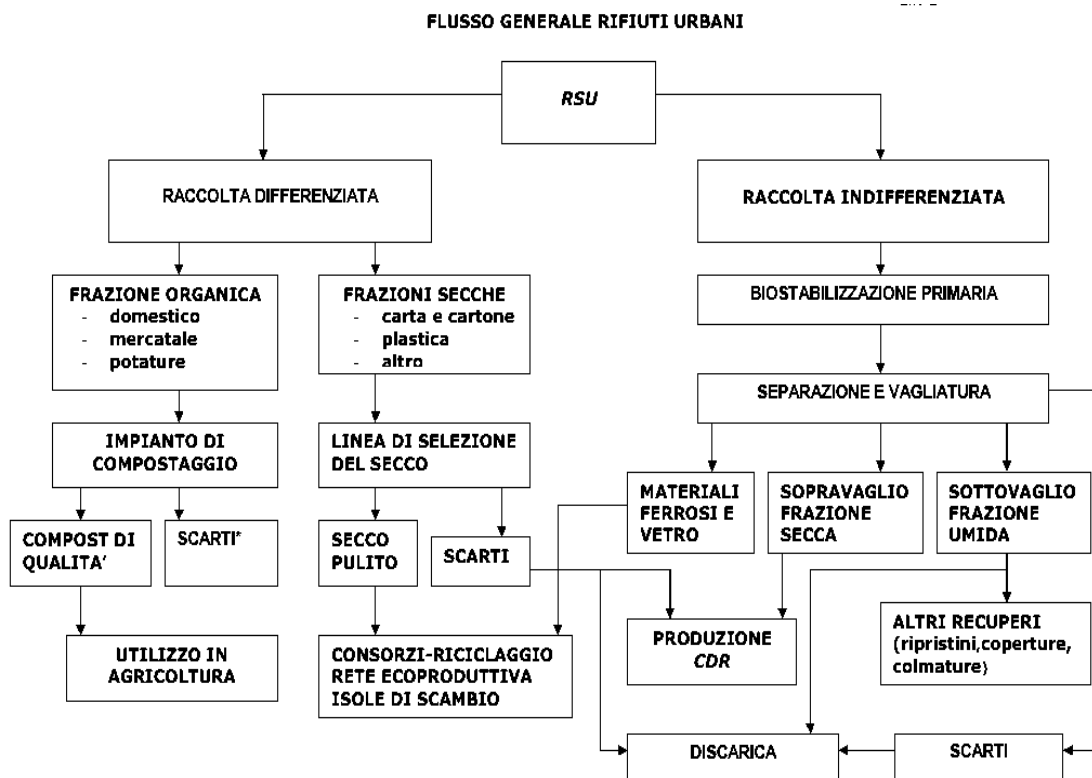 FLUSSO GENERALE RIFIUTI URBANI
RSU
RACCOLTA DIFFERENZIATA
RACCOLTA INDIFFERENZIATA
FRAZIONE ORGANICA
- domestico
- mercatale
- potature
FRAZIONI SECCHE
- carta e cartone
- plastica
- altro
BIOSTABILIZZAZIONE PRIMARIA
SEPARAZIONE E VAGLIATURA
IMPIANTO DI
COMPOSTAGGIO
LINEA DI SELEZIONE
DEL SECCO
MATERIALI
FERROSI E
VETRO
SOPRAVAGLIO
FRAZIONE
SECCA
SOTTOVAGLIO
FRAZIONE
UMIDA
COMPOST DI
QUALITA’
SCARTI*
SECCO
PULITO
SCARTI
UTILIZZO IN
AGRICOLTURA
CONSORZI-RICICLAGGIO
RETE ECOPRODUTTIVA
ISOLE DI SCAMBIO
PRODUZIONE
CDR
ALTRI RECUPERI
(ripristini,coperture,
colmature)
DISCARICA
SCARTI